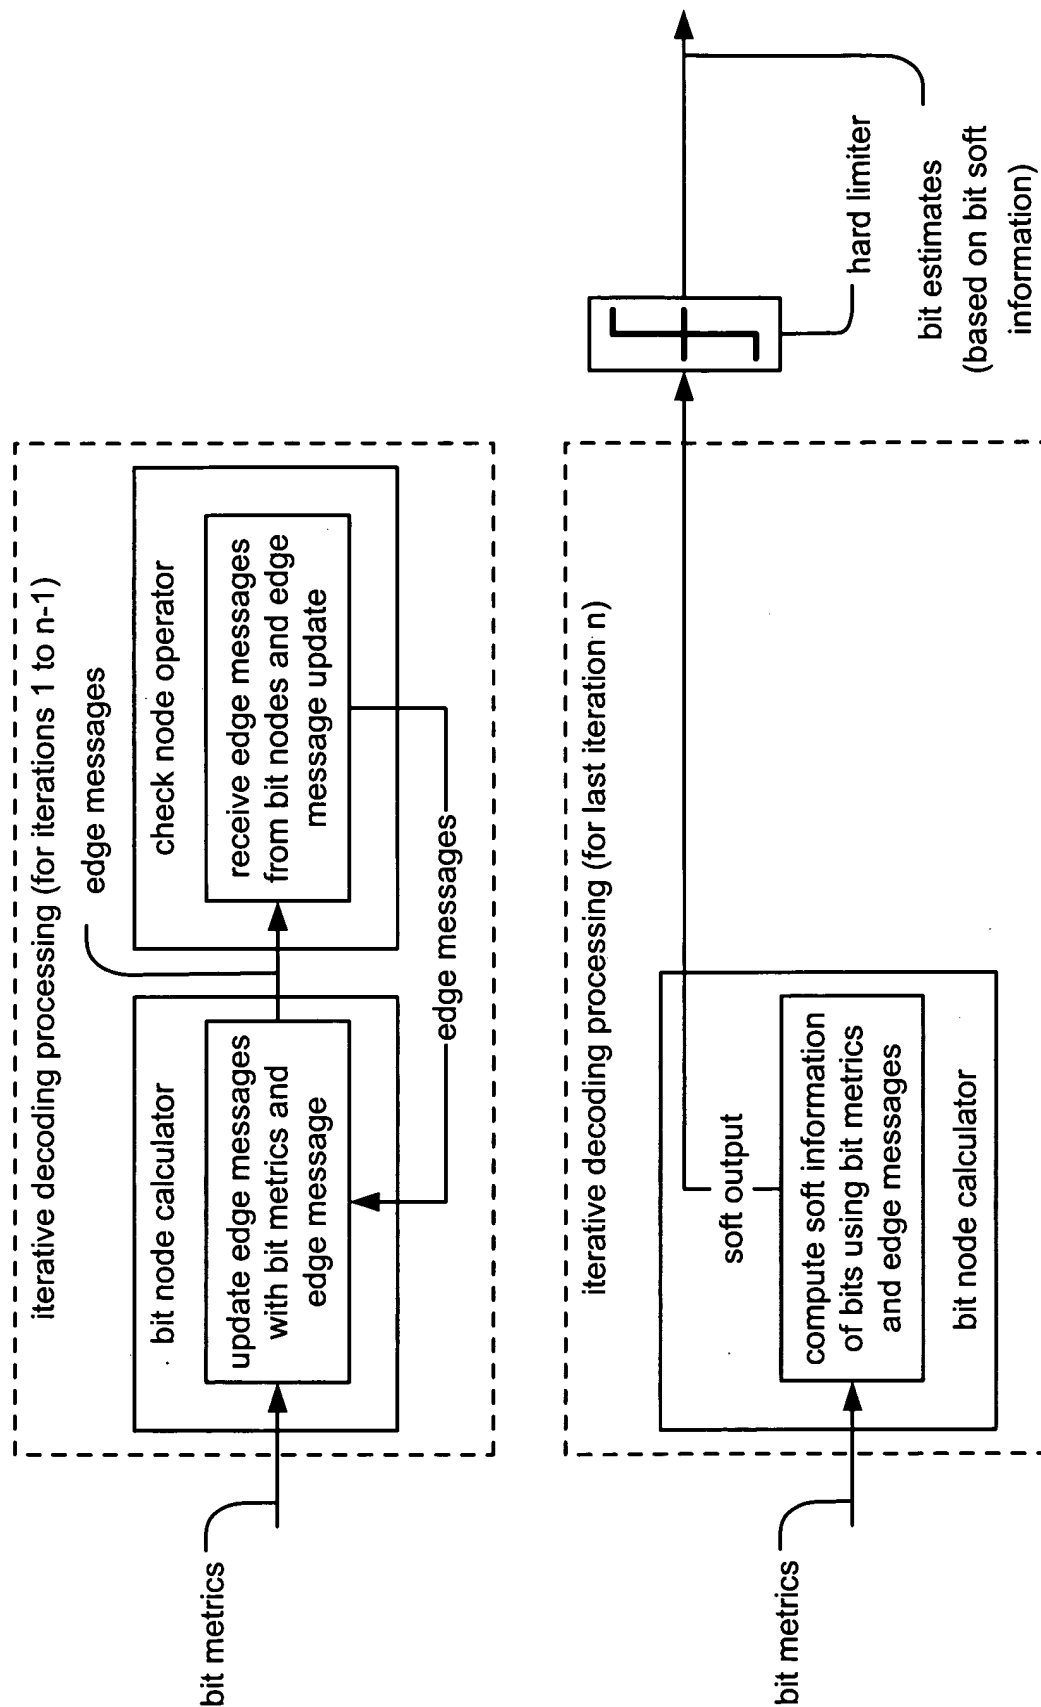 iterative decoding processing (for iterations 1 to n-1)
edge messages
bit node calculator
update edge messages
with bit metrics and
edge message
check node operator
receive edge messages
from bit nodes and edge
message update
edge messages
bit metrics
iterative decoding processing (for last iteration n)
soft output
compute soft information
of bits using bit metrics
and edge messages
bit node calculator
bit metrics
hard limiter
bit estimates
(based on bit soft
information)